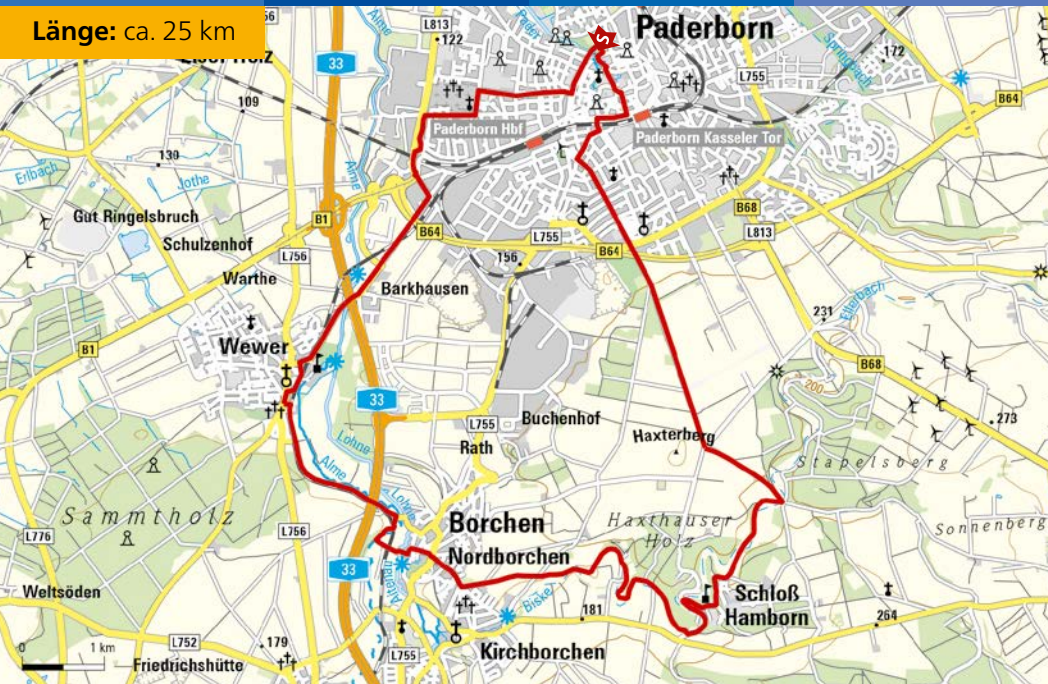 Länge: ca. 25 km
56
Alme
L813
122
33
Pader
S
Paderborn
Springbach
172
L755
B64
109
Paderborn Hbf
Paderborn Kasseler Tor
130
Erlbach
Jothe
Alme
Gut Ringelsbruch
B1
B68
Schulzenhof
B64
L755
B64
L813
L756
156
Warthe
Barkhausen
Ellerbach
231
Wewer
B1
B68
200
33
273
Buchenhof
L755
Haxterberg
Rath
Lohne
Alme
Stapelsberg
Sammtholz
Borchen
Haxthauser
Holz
Sonnenberg
L776
L756
Nordborchen
33
Altenau
Weltsöden
Schloß
Hamborn
181
264
0
1 km
L752
179
Friedrichshütte
L755
Kirchborchen